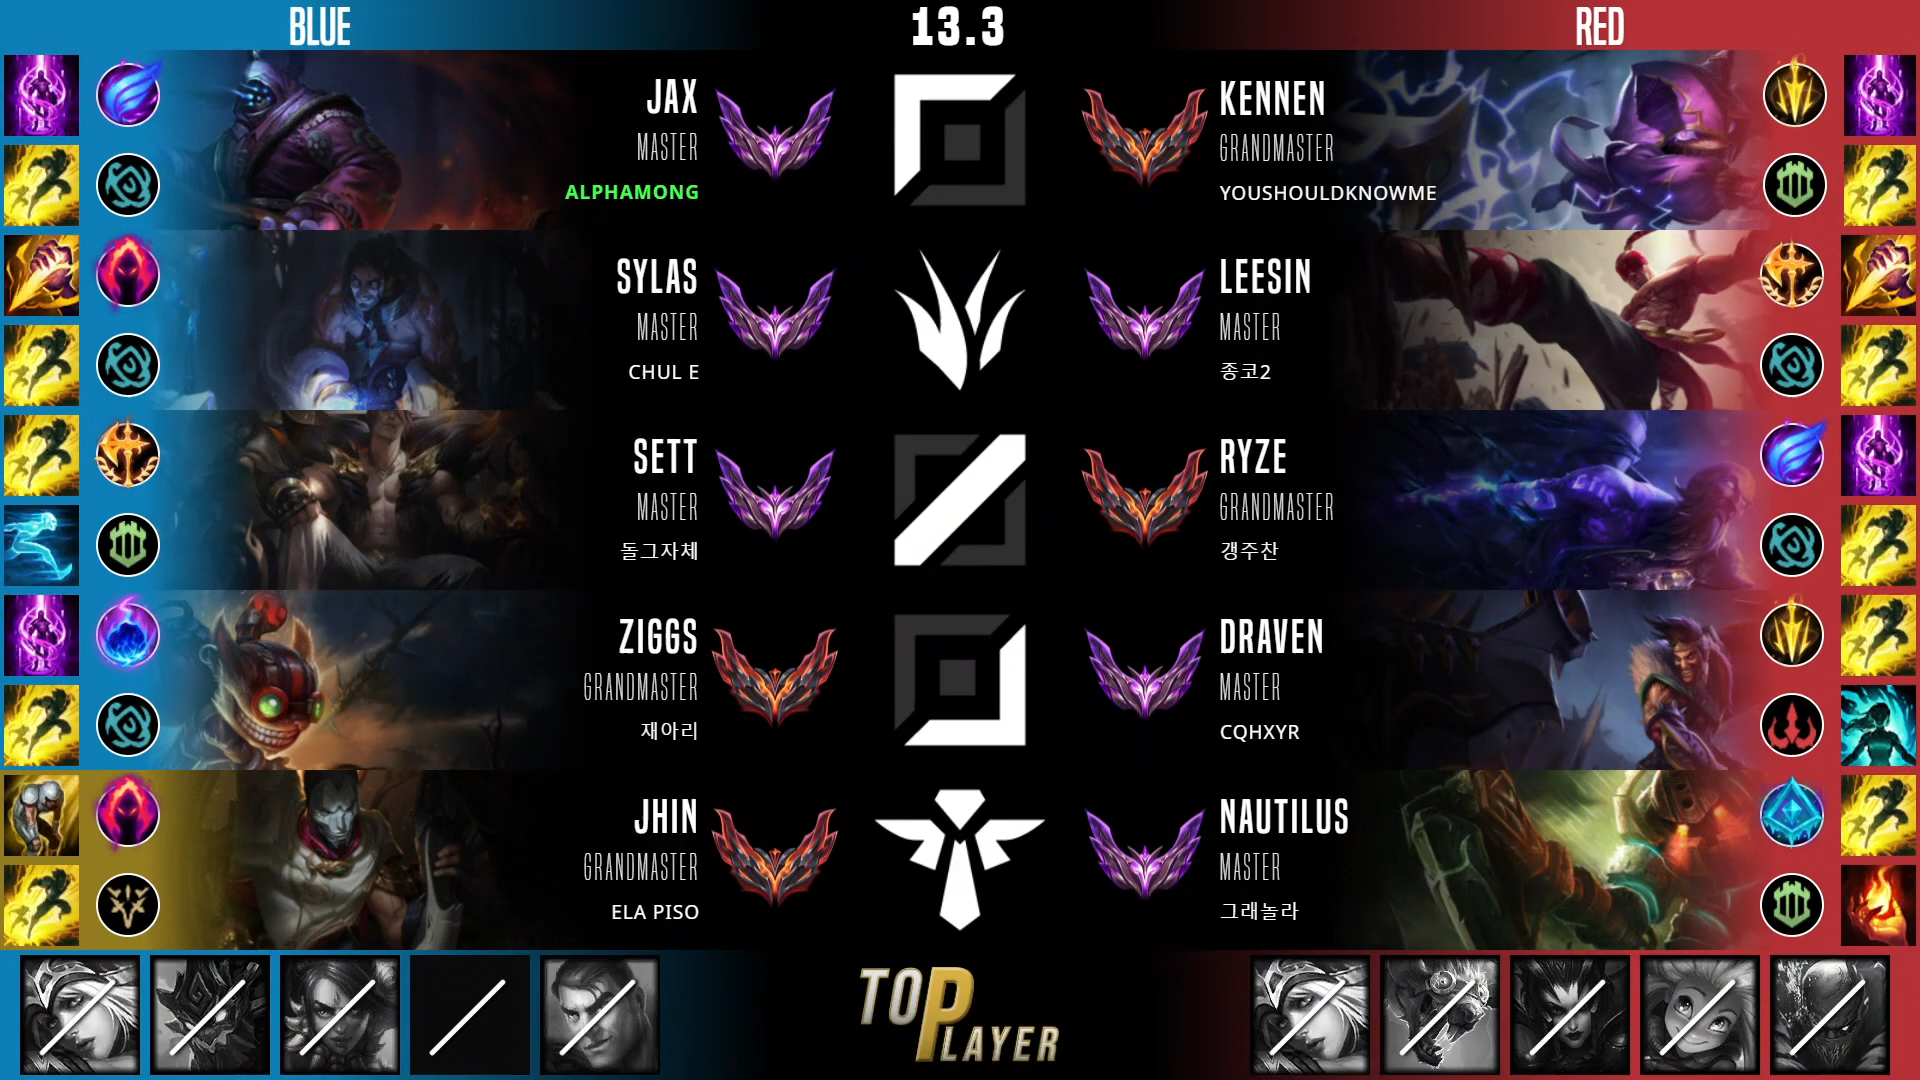 BLUE
13.3
RED
JAX
MASTER
ALPHAMONG
KENNEN
GRANDMASTER
YOUSHOULDKNOWME
SYLAS
MASTER
CHUL E
LEESIN
MASTER
종코2
SETT
MASTER
돌그자체
RYZE
GRANDMASTER
갱주찬
ZIGGS
GRANDMASTER
재아리
DRAVEN
MASTER
CQHXYR
JHIN
GRANDMASTER
ELA PISO
NAUTILUS
MASTER
그래놀라
TOP
PLAYER